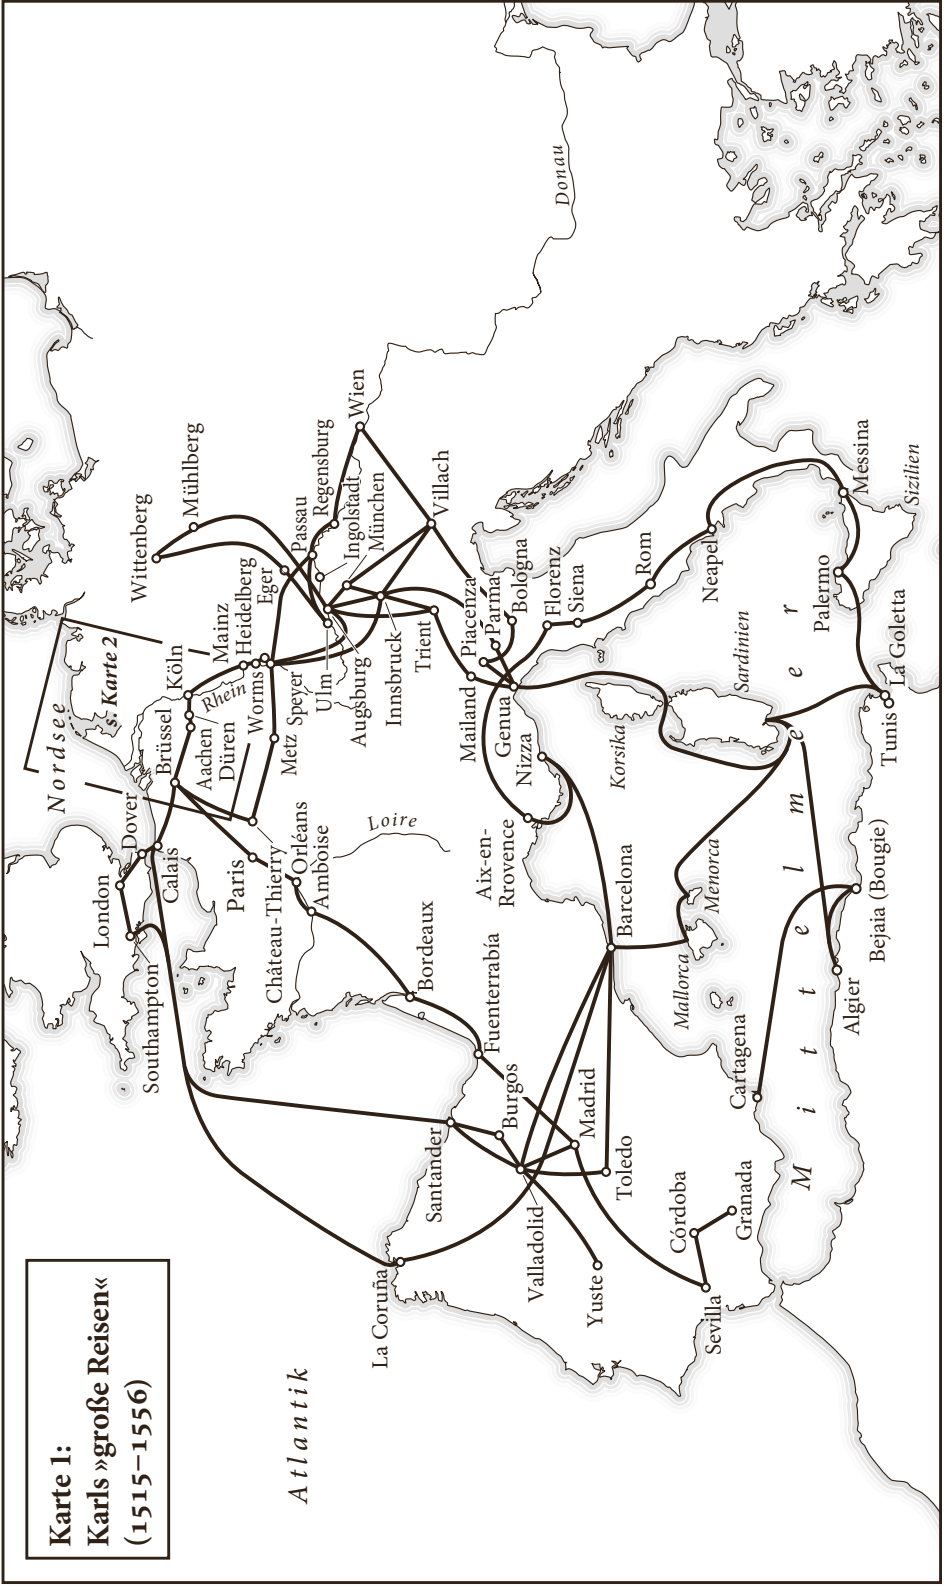 Karte 1:
Karls »große Reisen«
(1515–1556)
Atlantik
Nordsee
s. Karte 2
London
Dover
Southampton
Calais
Brüssel
Aachen
Düren
Köln
Rhein
Mainz
Heidelberg
Worms
Speyer
Metz
Wittenberg
Mühlberg
Eger
Passau
Regensburg
Ingolstadt
München
Wien
Villach
Ulm
Augsburg
Innsbruck
Trient
Donau
Paris
Château-Thierry
Orléans
Amboise
Loire
Bordeaux
Fuenterrabía
Aix-en-
Rrovence
Nizza
Genua
Mailand
Piacenza
Parma
Bologna
Florenz
Siena
Rom
Neapel
Korsika
Sardinien
Palermo
Messina
Sizilien
La Goletta
Tunis
La Coruña
Santander
Burgos
Valladolid
Madrid
Toledo
Yuste
Córdoba
Granada
Sevilla
Barcelona
Mallorca
Menorca
Cartagena
Algier
Bejaia (Bougie)
Mittelmeer